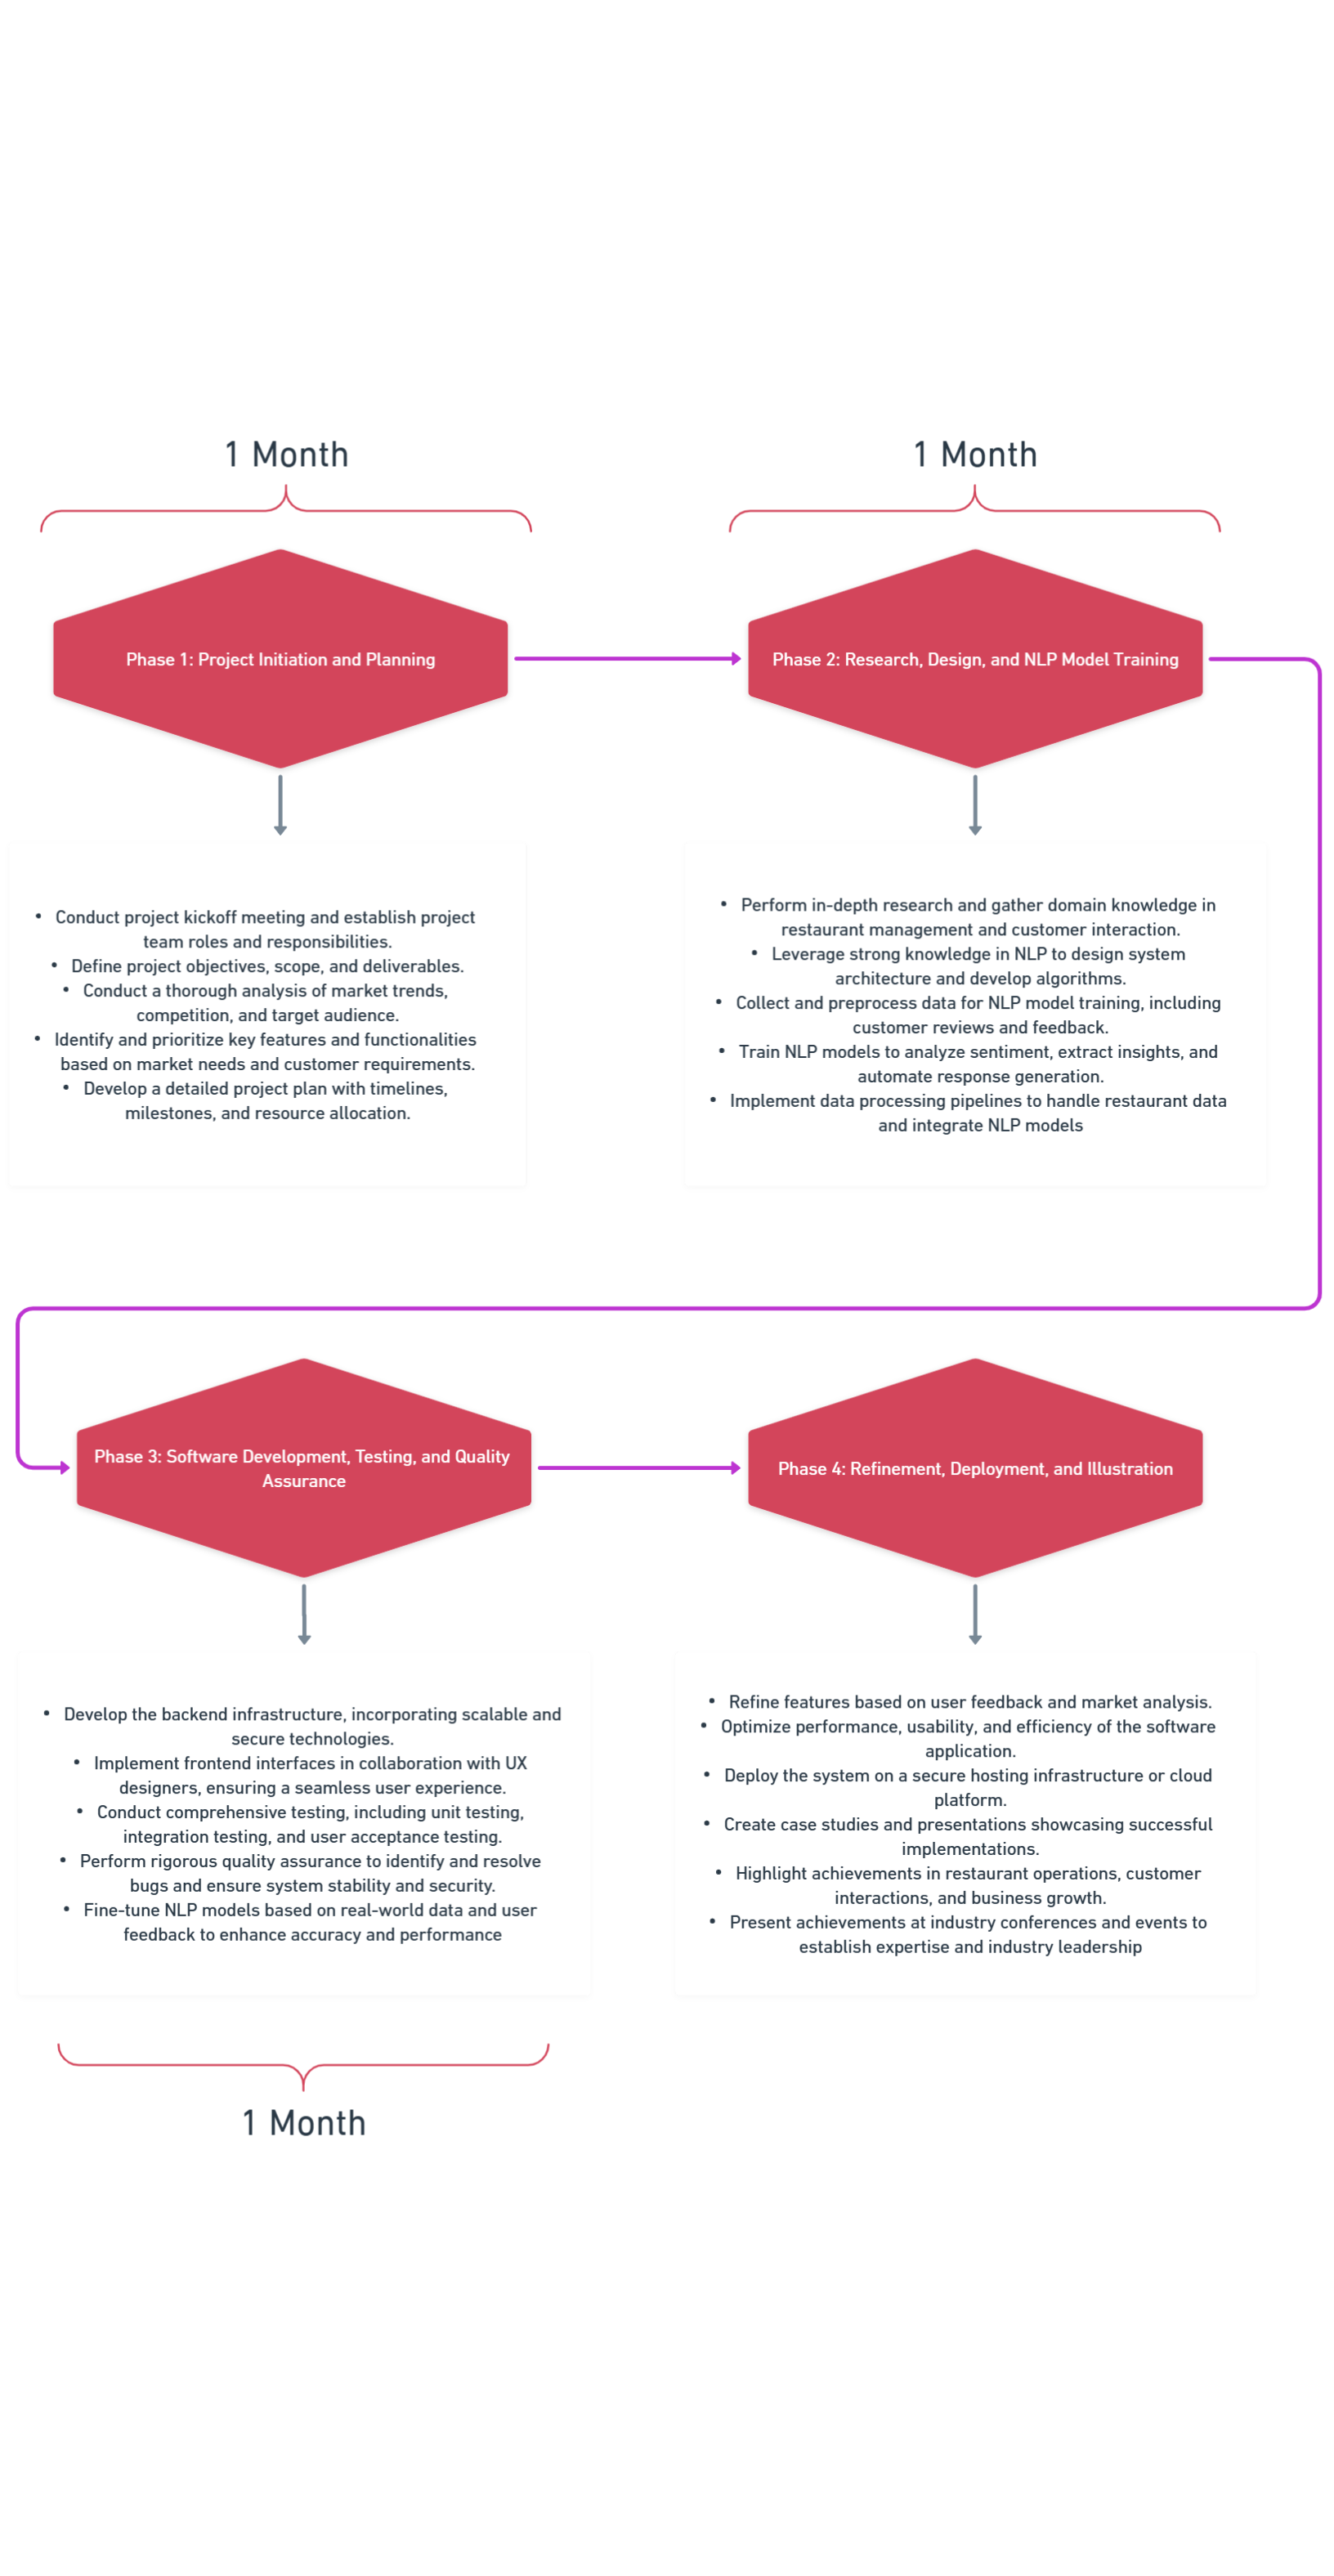 1 Month
1 Month
Phase 1: Project Initiation and Planning
Phase 2: Research, Design, and NLP Model Training
• Conduct project kickoff meeting and establish project
team roles and responsibilities.
• Define project objectives, scope, and deliverables.
• Conduct a thorough analysis of market trends,
competition, and target audience.
• Identify and prioritize key features and functionalities
based on market needs and customer requirements.
• Develop a detailed project plan with timelines,
milestones, and resource allocation.
• Perform in-depth research and gather domain knowledge in
restaurant management and customer interaction.
• Leverage strong knowledge in NLP to design system
architecture and develop algorithms.
• Collect and preprocess data for NLP model training, including
customer reviews and feedback.
• Train NLP models to analyze sentiment, extract insights, and
automate response generation.
• Implement data processing pipelines to handle restaurant data
and integrate NLP models
Phase 3: Software Development, Testing, and Quality
Assurance
Phase 4: Refinement, Deployment, and Illustration
• Develop the backend infrastructure, incorporating scalable and
secure technologies.
• Implement frontend interfaces in collaboration with UX
designers, ensuring a seamless user experience.
• Conduct comprehensive testing, including unit testing,
integration testing, and user acceptance testing.
• Perform rigorous quality assurance to identify and resolve
bugs and ensure system stability and security.
• Fine-tune NLP models based on real-world data and user
feedback to enhance accuracy and performance
• Refine features based on user feedback and market analysis.
• Optimize performance, usability, and efficiency of the software
application.
• Deploy the system on a secure hosting infrastructure or cloud
platform.
• Create case studies and presentations showcasing successful
implementations.
• Highlight achievements in restaurant operations, customer
interactions, and business growth.
• Present achievements at industry conferences and events to
establish expertise and industry leadership
1 Month